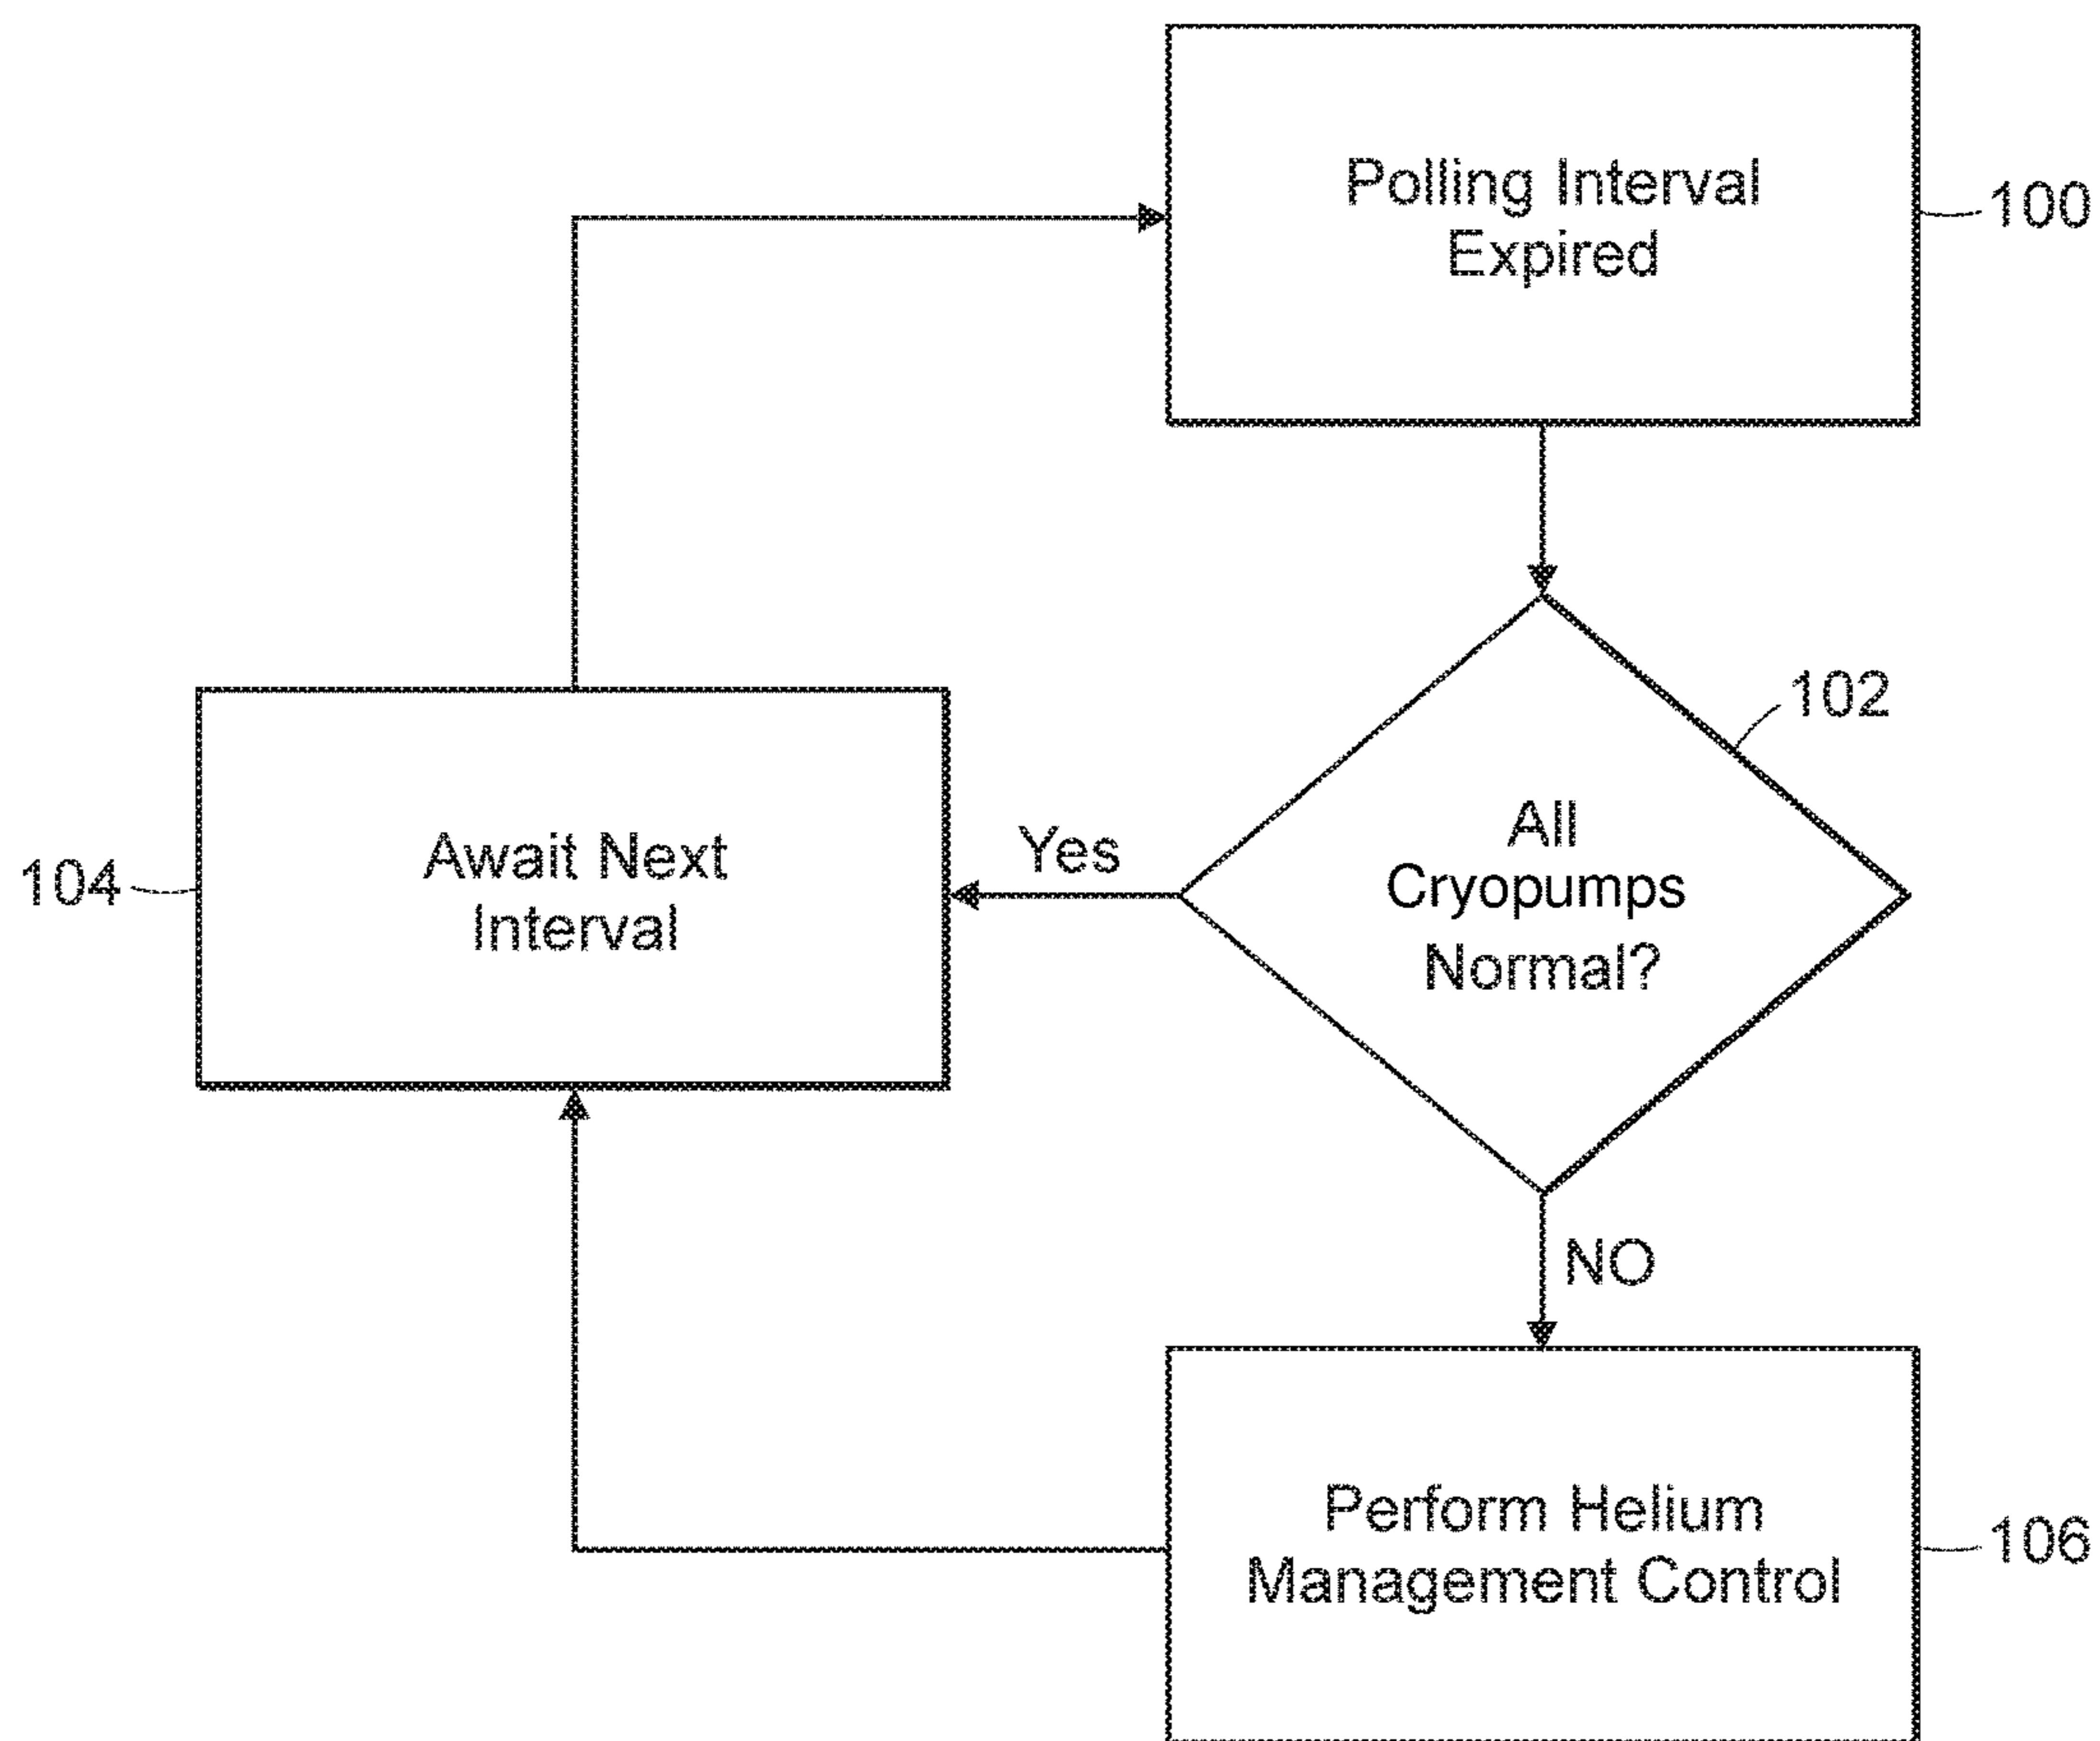 Polling Interval
Expired
100
102
All
Cryopumps
Normal?
Yes
Await Next
Interval
104
NO
Perform Helium
Management Control
106